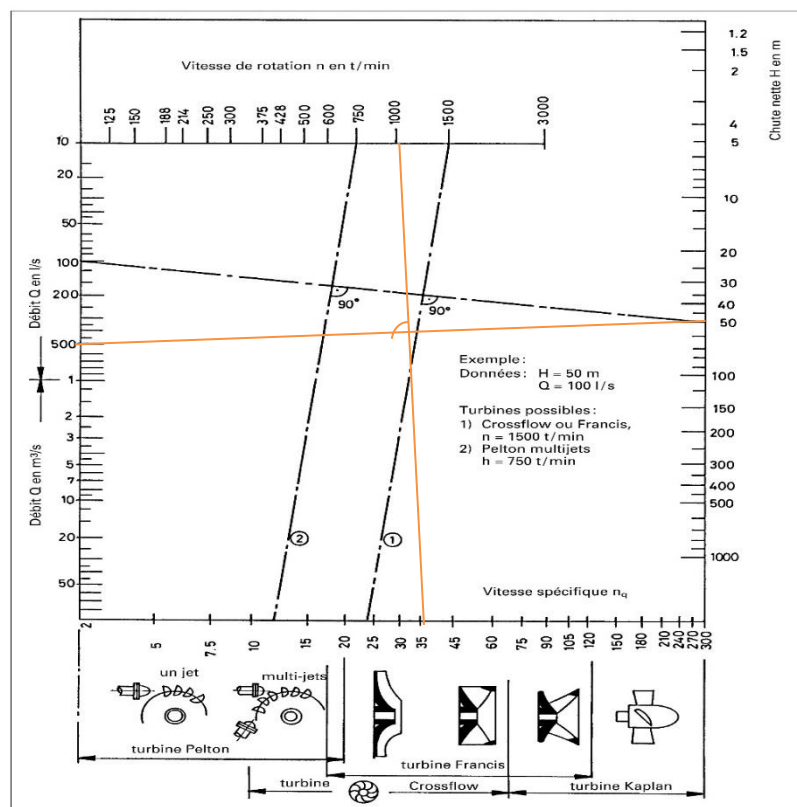 Vitesse de rotation n en t/min
125 150 188 214 250 300 375 428 500 600 750 1000 1500 3000
Chute nette H en m
1.2
1.5
2
4
5
10
20
30
40
50
100
150
200
300
400
500
1000
Débit Q en l/s
10
20
50
100
200
500
Débit Q en m³/s
1
2
3
5
7
10
20
50
90°
90°
Exemple :
Données : H = 50 m
Q = 100 l/s
Turbines possibles :
1) Crossflow ou Francis,
n = 1500 t/min
2) Pelton multijets
h = 750 t/min
2
1
Vitesse spécifique nq
2 5 7.5 10 15 20 25 30 35 45 60 75 90 105 120 150 180 210 240 270 300
un jet
multi-jets
turbine Pelton
turbine Francis
turbine Crossflow
turbine Kaplan